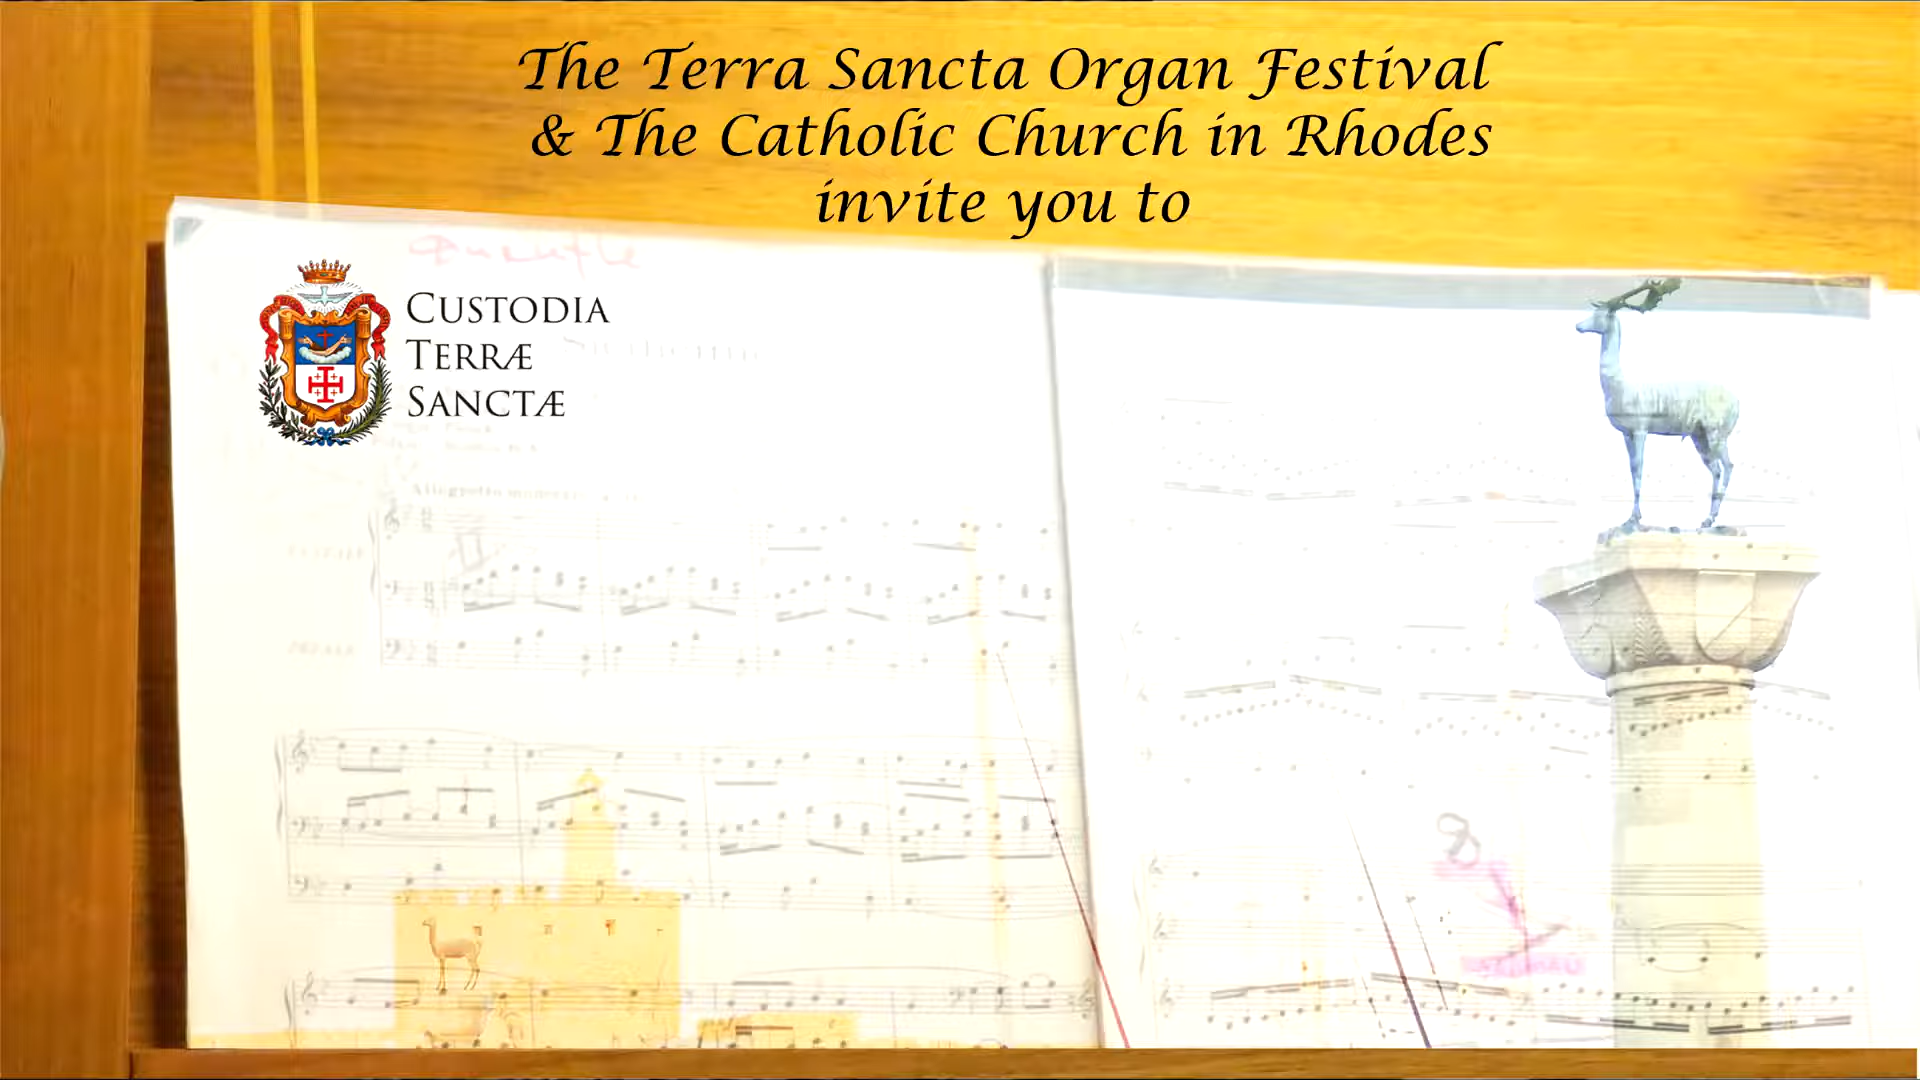 The Terra Sancta Organ Festival
& The Catholic Church in Rhodes
invite you to
CUSTODIA
TERRÆ
SANCTÆ